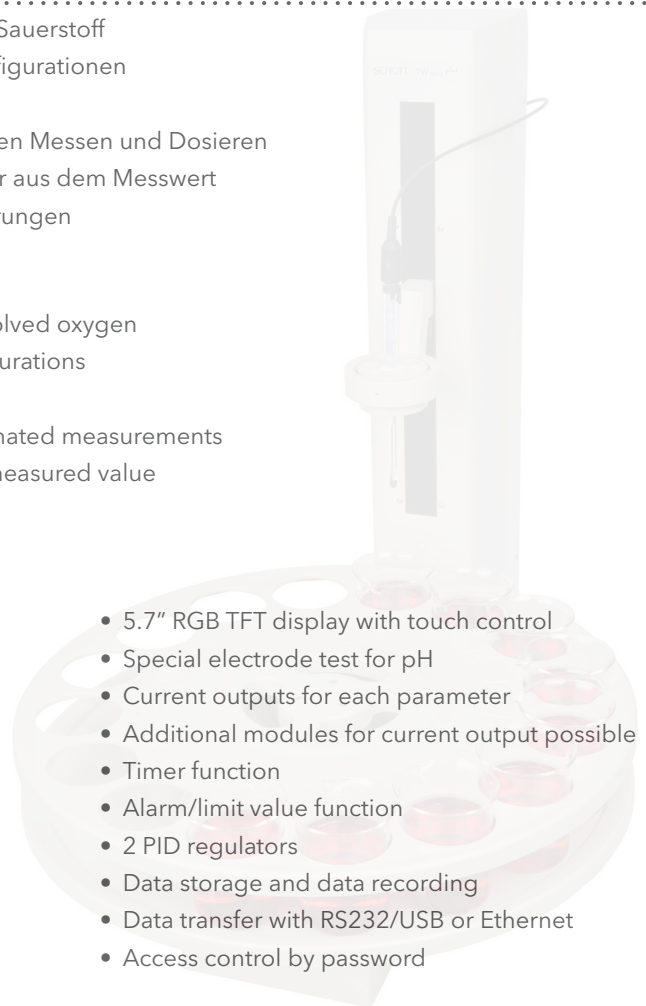 Sauerstoff
figurationen
en Messen und Dosieren
r aus dem Messwert
rungen
olved oxygen
urations
nated measurements
measured value
• 5.7” RGB TFT display with touch control
• Special electrode test for pH
• Current outputs for each parameter
• Additional modules for current output possible
• Timer function
• Alarm/limit value function
• 2 PID regulators
• Data storage and data recording
• Data transfer with RS232/USB or Ethernet
• Access control by password